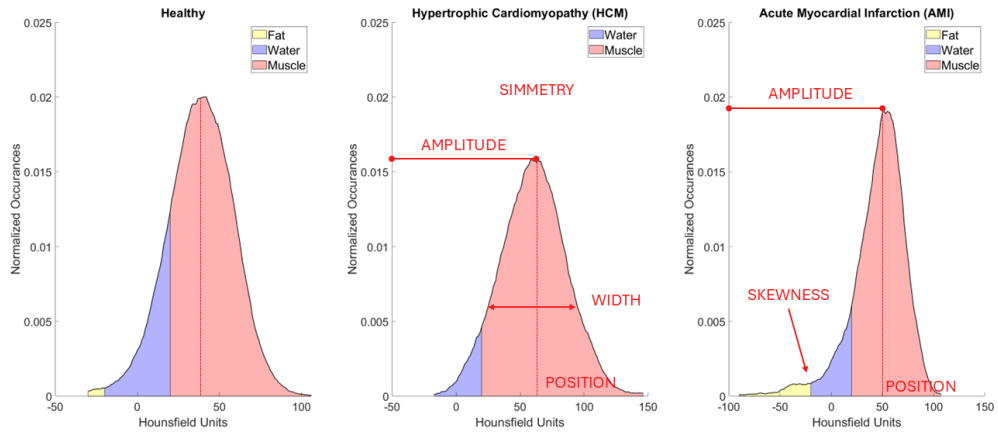 Healthy
Fat
Water
Muscle
0.025
0.02
0.015
0.01
0.005
0
-50
0
50
100
Normalized Occurances
Hounsfield Units
Hypertrophic Cardiomyopathy (HCM)
Water
Muscle
SIMMETRY
AMPLITUDE
WIDTH
POSITION
0.025
0.02
0.015
0.01
0.005
0
-50
0
50
100
150
Normalized Occurances
Hounsfield Units
Acute Myocardial Infarction (AMI)
Fat
Water
Muscle
AMPLITUDE
SKEWNESS
POSITION
0.025
0.02
0.015
0.01
0.005
0
-100
-50
0
50
100
150
Normalized Occurances
Hounsfield Units